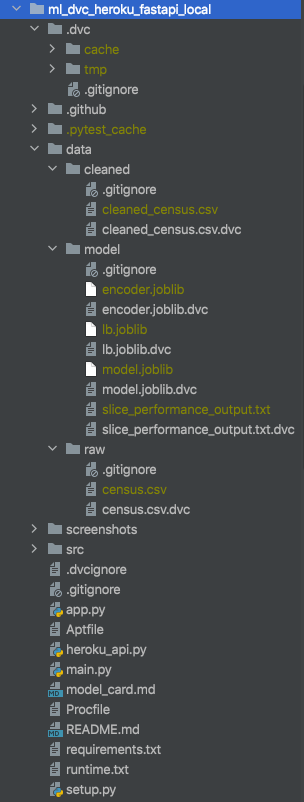 ml_dvc_heroku_fastapi_local
.dvc
cache
tmp
.gitignore
.github
.pytest_cache
data
cleaned
.gitignore
cleaned_census.csv
cleaned_census.csv.dvc
model
.gitignore
encoder.joblib
encoder.joblib.dvc
lb.joblib
lb.joblib.dvc
model.joblib
model.joblib.dvc
slice_performance_output.txt
slice_performance_output.txt.dvc
raw
.gitignore
census.csv
census.csv.dvc
screenshots
src
.dvcignore
.gitignore
app.py
Aptfile
heroku_api.py
main.py
model_card.md
Procfile
README.md
requirements.txt
runtime.txt
setup.py